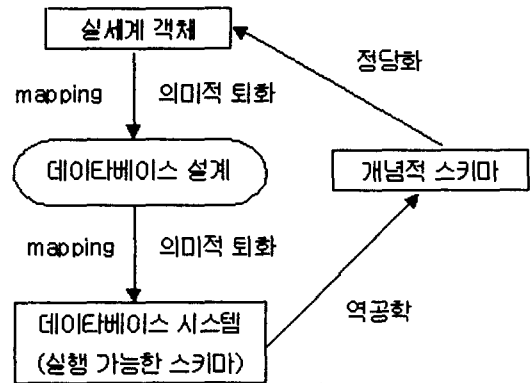 실세계 객체
정당화
mapping 의미적 퇴화
데이타베이스 설계
개념적 스키마
mapping 의미적 퇴화
데이타베이스 시스템
(실행 가능한 스키마)
역공학